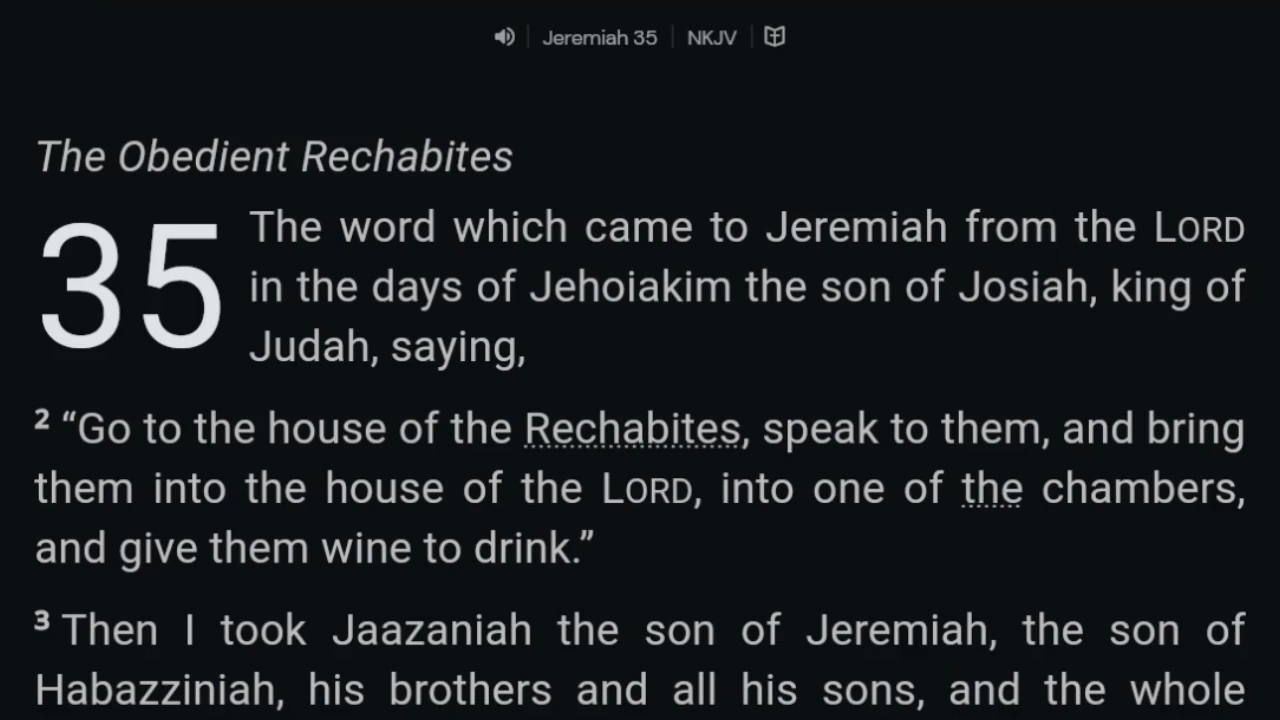 Jeremiah 35 NKJV
The Obedient Rechabites
35 The word which came to Jeremiah from the LORD
in the days of Jehoiakim the son of Josiah, king of
Judah, saying,
2 “Go to the house of the Rechabites, speak to them, and bring
them into the house of the LORD, into one of the chambers,
and give them wine to drink.”
3 Then I took Jaazaniah the son of Jeremiah, the son of
Habazziniah, his brothers and all his sons, and the whole